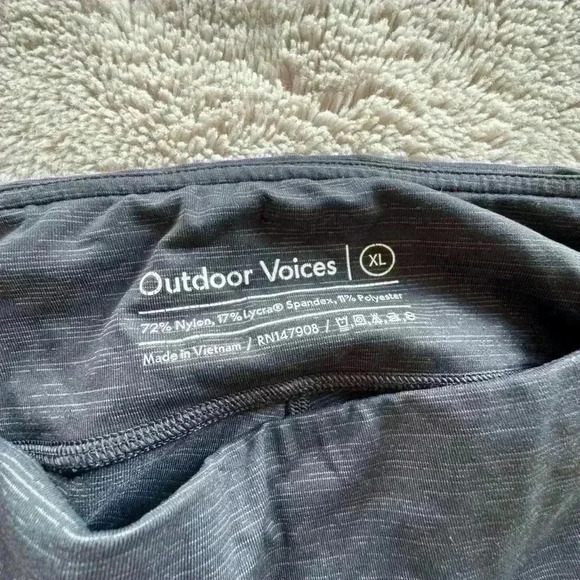 Outdoor Voices | XL
72% Nylon, 17% Lycra® Spandex, 11% Polyester
Made in Vietnam / RN147908 /